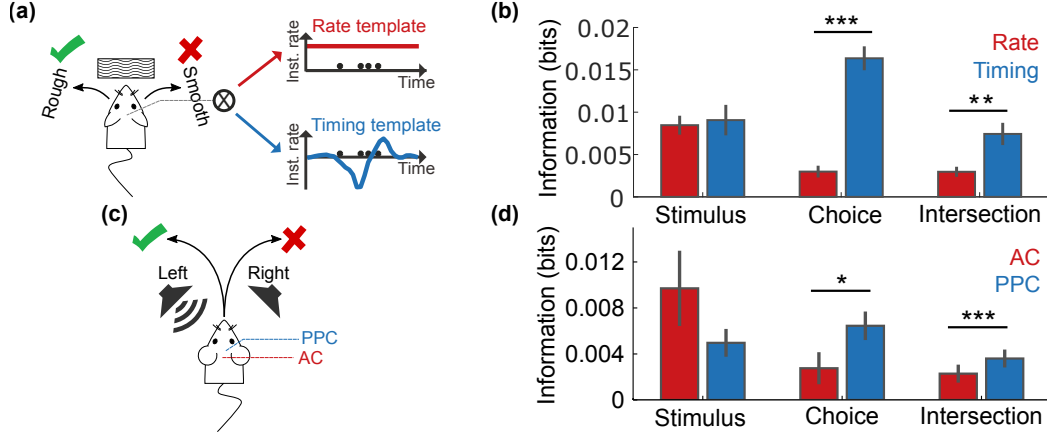 (a)
Rough
Smooth
Rate template
Inst. rate
Time
Timing template
Inst. rate
Time
(b)
Information (bits)
0.02
0.015
0.01
0.005
0
***
**
Rate
Timing
Stimulus
Choice
Intersection
(c)
Left
Right
PPC
AC
(d)
Information (bits)
0.012
0.008
0.004
0
*
***
AC
PPC
Stimulus
Choice
Intersection